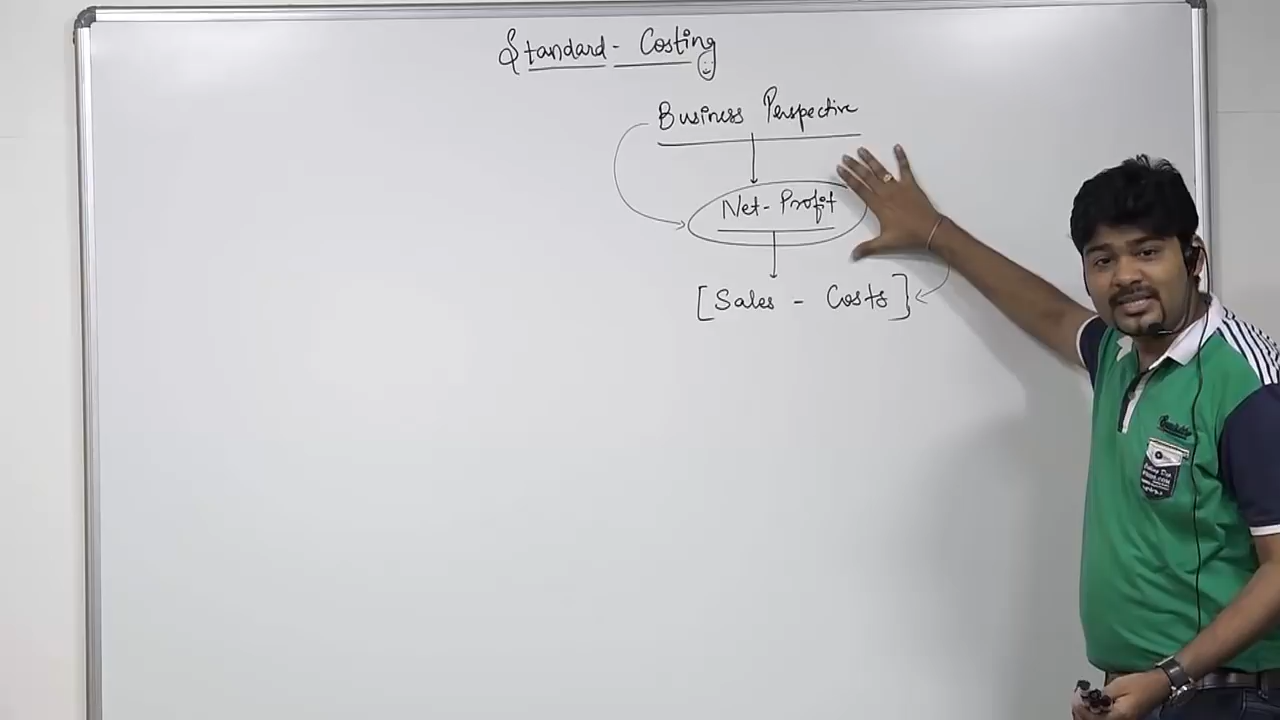 Standard - Costing
Business Perspective
Net - Profit
[Sales - Costs]